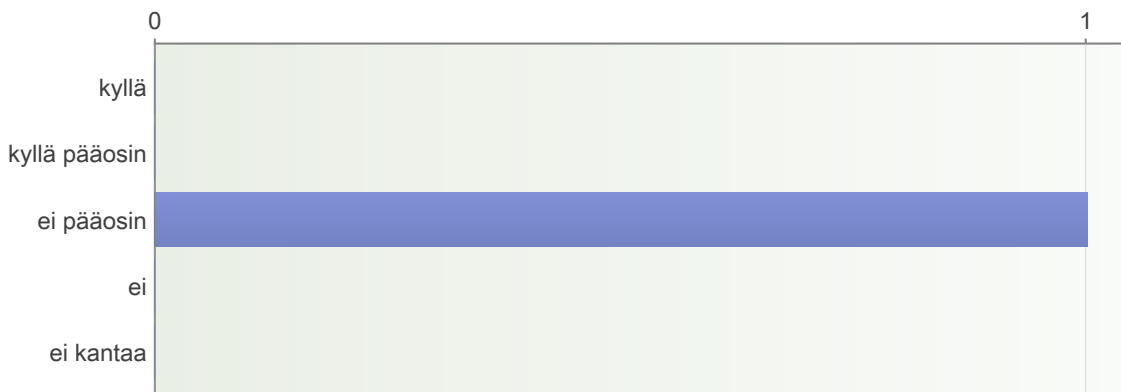 0 1
kyllä
kyllä pääosin
ei pääosin
ei
ei kantaa